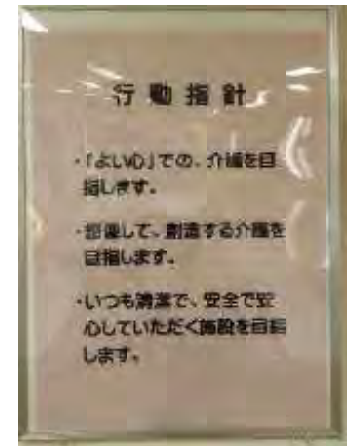 行動指針
・「よい心」での、介護を目
指します。
・想像して、創造する介護を
目指します。
・いつも清潔で、安全で安
心していただく施設を目指
します。